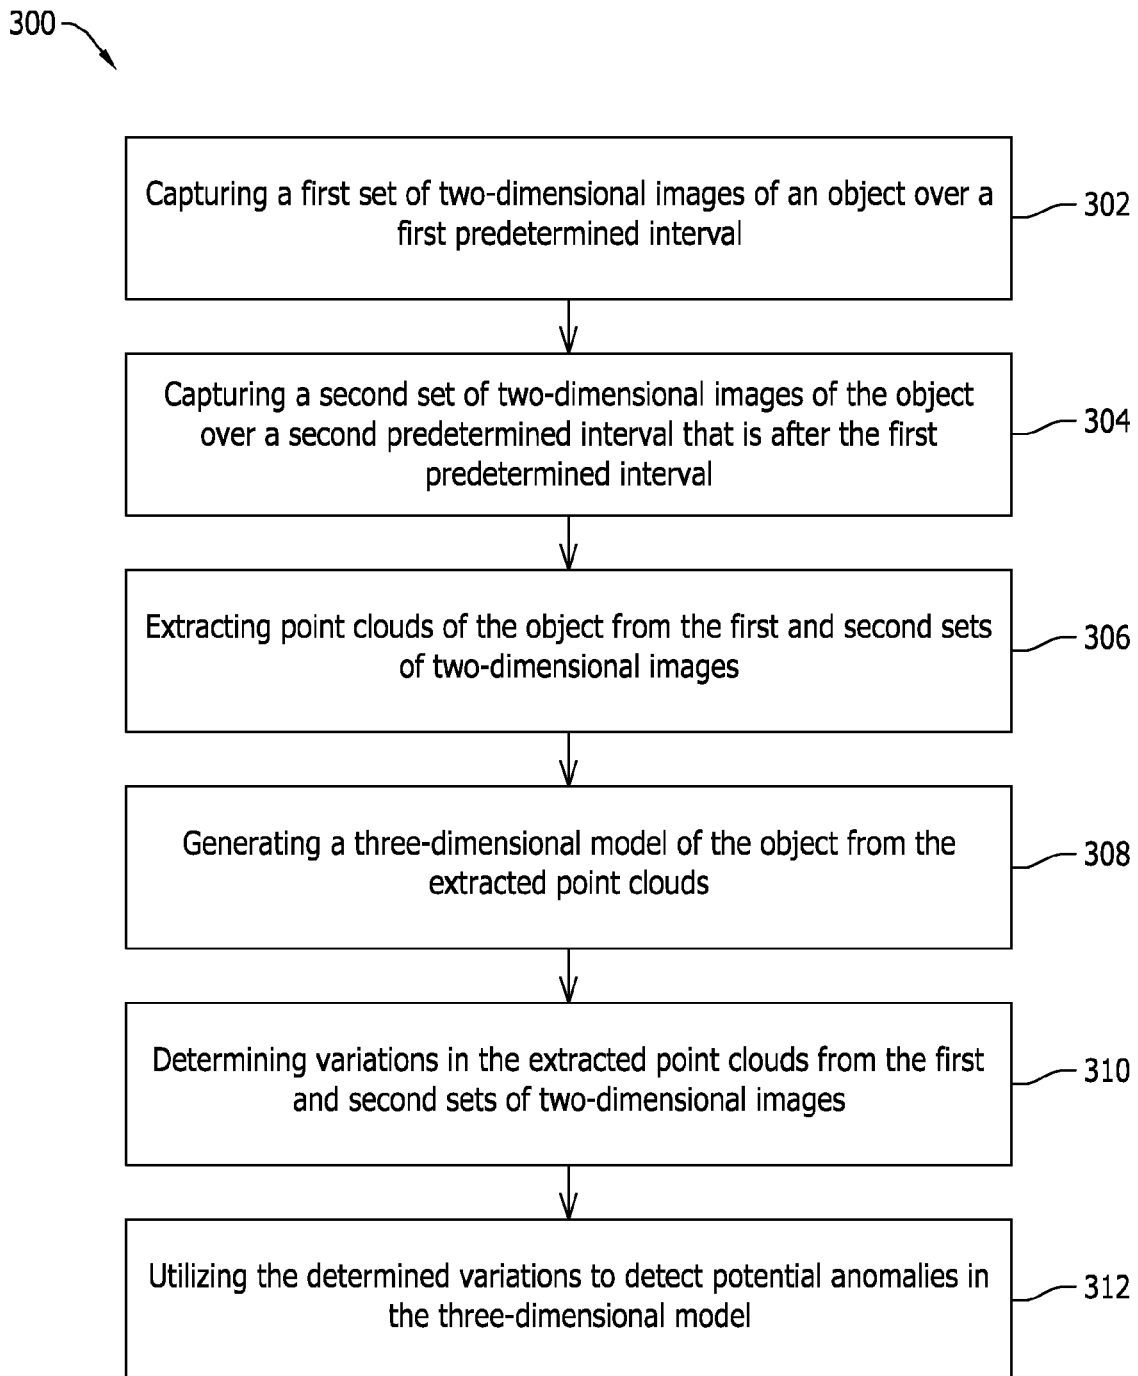 300
Capturing a first set of two-dimensional images of an object over a
first predetermined interval
302
Capturing a second set of two-dimensional images of the object
over a second predetermined interval that is after the first
predetermined interval
304
Extracting point clouds of the object from the first and second sets
of two-dimensional images
306
Generating a three-dimensional model of the object from the
extracted point clouds
308
Determining variations in the extracted point clouds from the first
and second sets of two-dimensional images
310
Utilizing the determined variations to detect potential anomalies in
the three-dimensional model
312